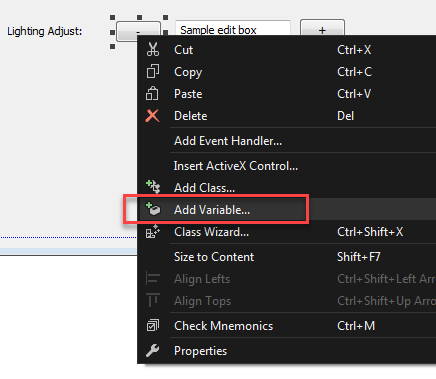 Lighting Adjust: - Sample edit box +
Cut Ctrl+X
Copy Ctrl+C
Paste Ctrl+V
Delete Del
Add Event Handler...
Insert ActiveX Control...
Add Class...
Add Variable...
Class Wizard... Ctrl+Shift+X
Size to Content Shift+F7
Align Lefts Ctrl+Shift+Left Arr
Align Tops Ctrl+Shift+Up Arro
Check Mnemonics Ctrl+M
Properties